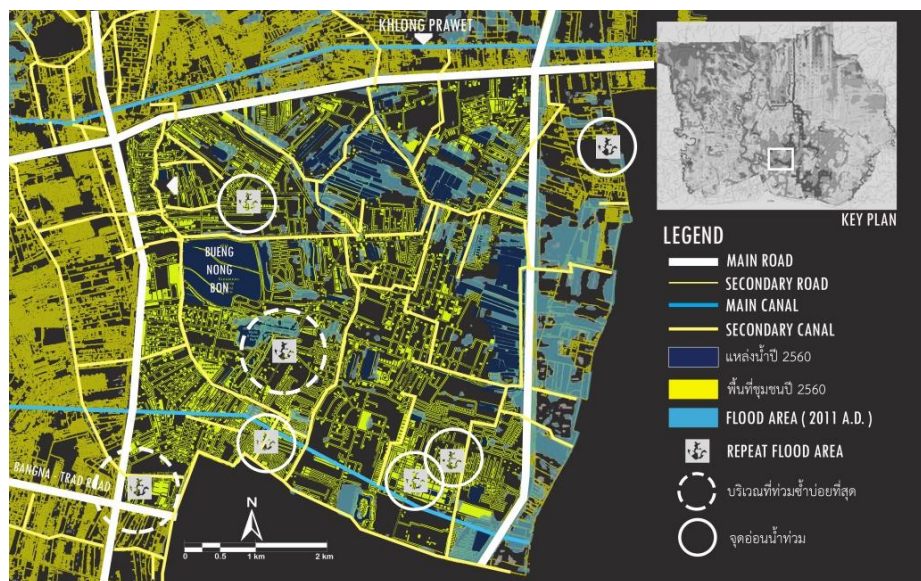 KHLONG PRAWET
BUENG
NONG
BON
BANGNA - TRAD ROAD
N
0 0.5 1 km 2 km
KEY PLAN
LEGEND
MAIN ROAD
SECONDARY ROAD
MAIN CANAL
SECONDARY CANAL
แหล่งน้ำปี 2560
พื้นที่ชุมชนปี 2560
FLOOD AREA ( 2011 A.D. )
REPEAT FLOOD AREA
บริเวณที่ท่วมซ้ำบ่อยที่สุด
จุดอ่อนน้ำท่วม